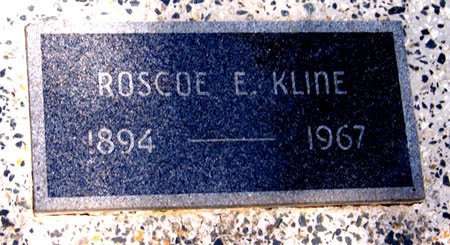 ROSCOE E. KLINE
1894 — 1967